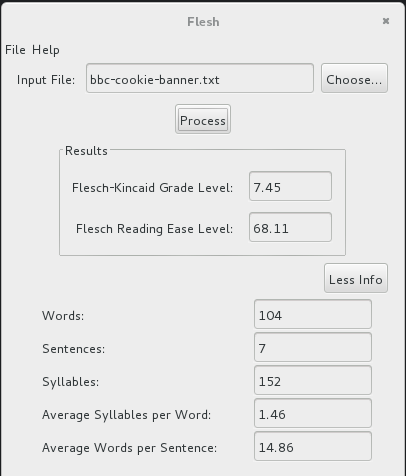 Flesh
File Help
Input File: bbc-cookie-banner.txt Choose...
Process
Results
Flesch-Kincaid Grade Level: 7.45
Flesch Reading Ease Level: 68.11
Less Info
Words: 104
Sentences: 7
Syllables: 152
Average Syllables per Word: 1.46
Average Words per Sentence: 14.86